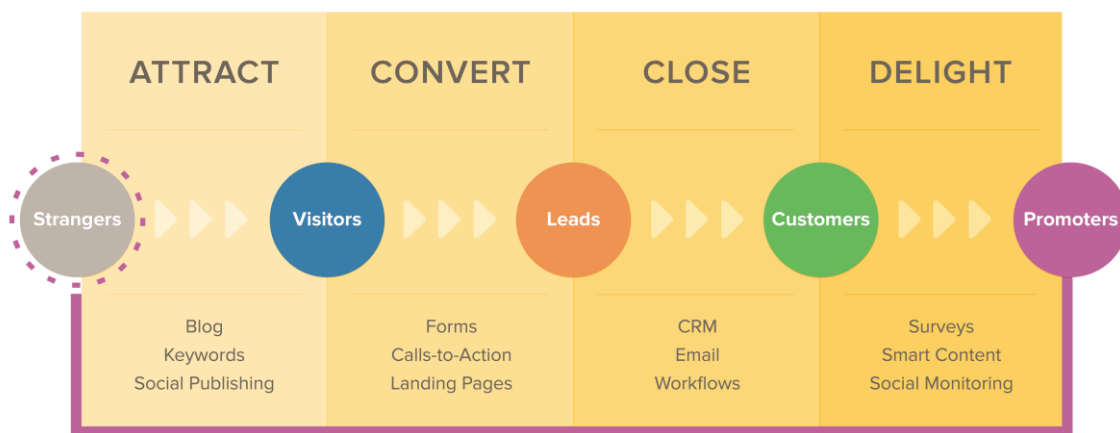 ATTRACT
CONVERT
CLOSE
DELIGHT
Strangers
Visitors
Leads
Customers
Promoters
Blog
Keywords
Social Publishing
Forms
Calls-to-Action
Landing Pages
CRM
Email
Workflows
Surveys
Smart Content
Social Monitoring